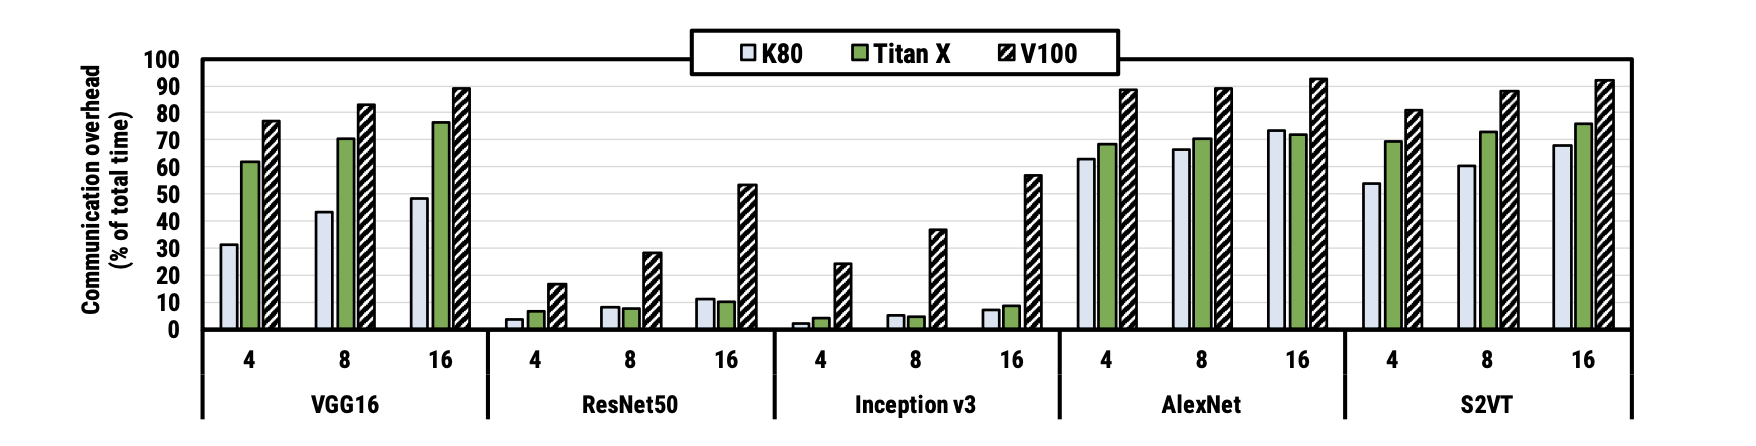 K80 Titan X V100
Communication overhead
(% of total time)
100
90
80
70
60
50
40
30
20
10
0
4 8 16 4 8 16 4 8 16 4 8 16 4 8 16
VGG16 ResNet50 Inception v3 AlexNet S2VT